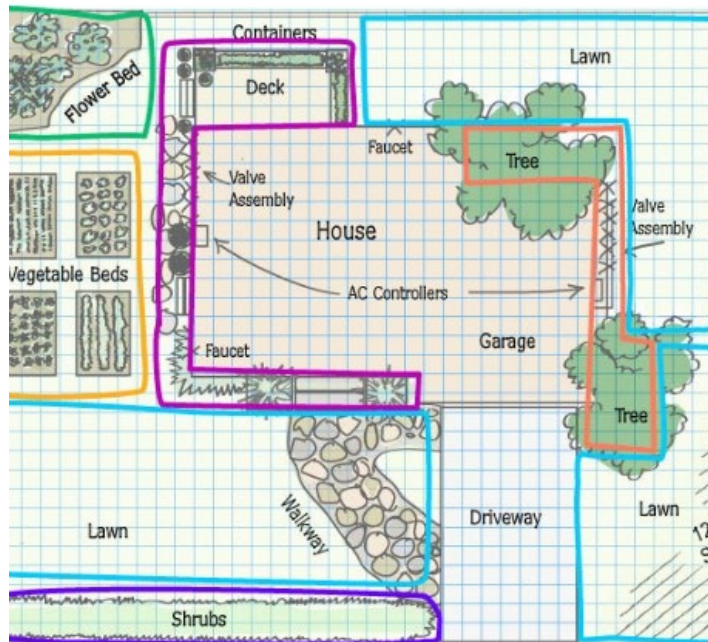 Containers
Lawn
Flower Bed
Deck
Faucet
Tree
Valve
Assembly
Valve
Assembly
House
Vegetable Beds
AC Controllers
Garage
Faucet
Tree
Walkway
Driveway
Lawn
Lawn
Shrubs